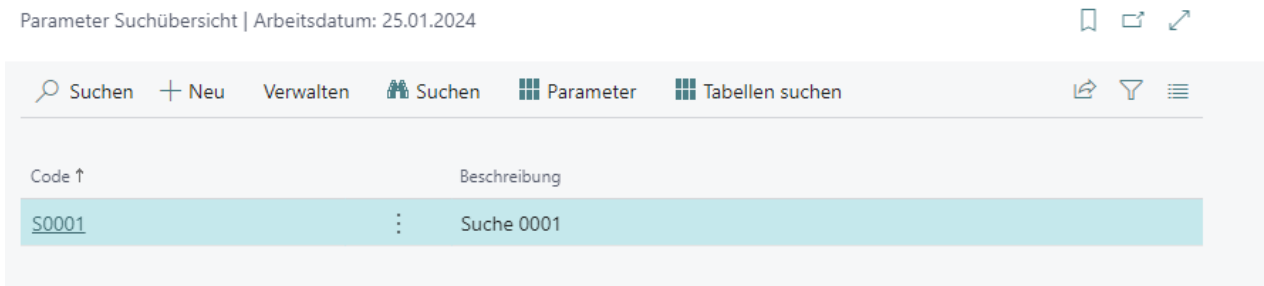 Parameter Suchübersicht | Arbeitsdatum: 25.01.2024
Suchen Neu Verwalten Suchen Parameter Tabellen suchen
Code ↑ Beschreibung
S0001 Suche 0001